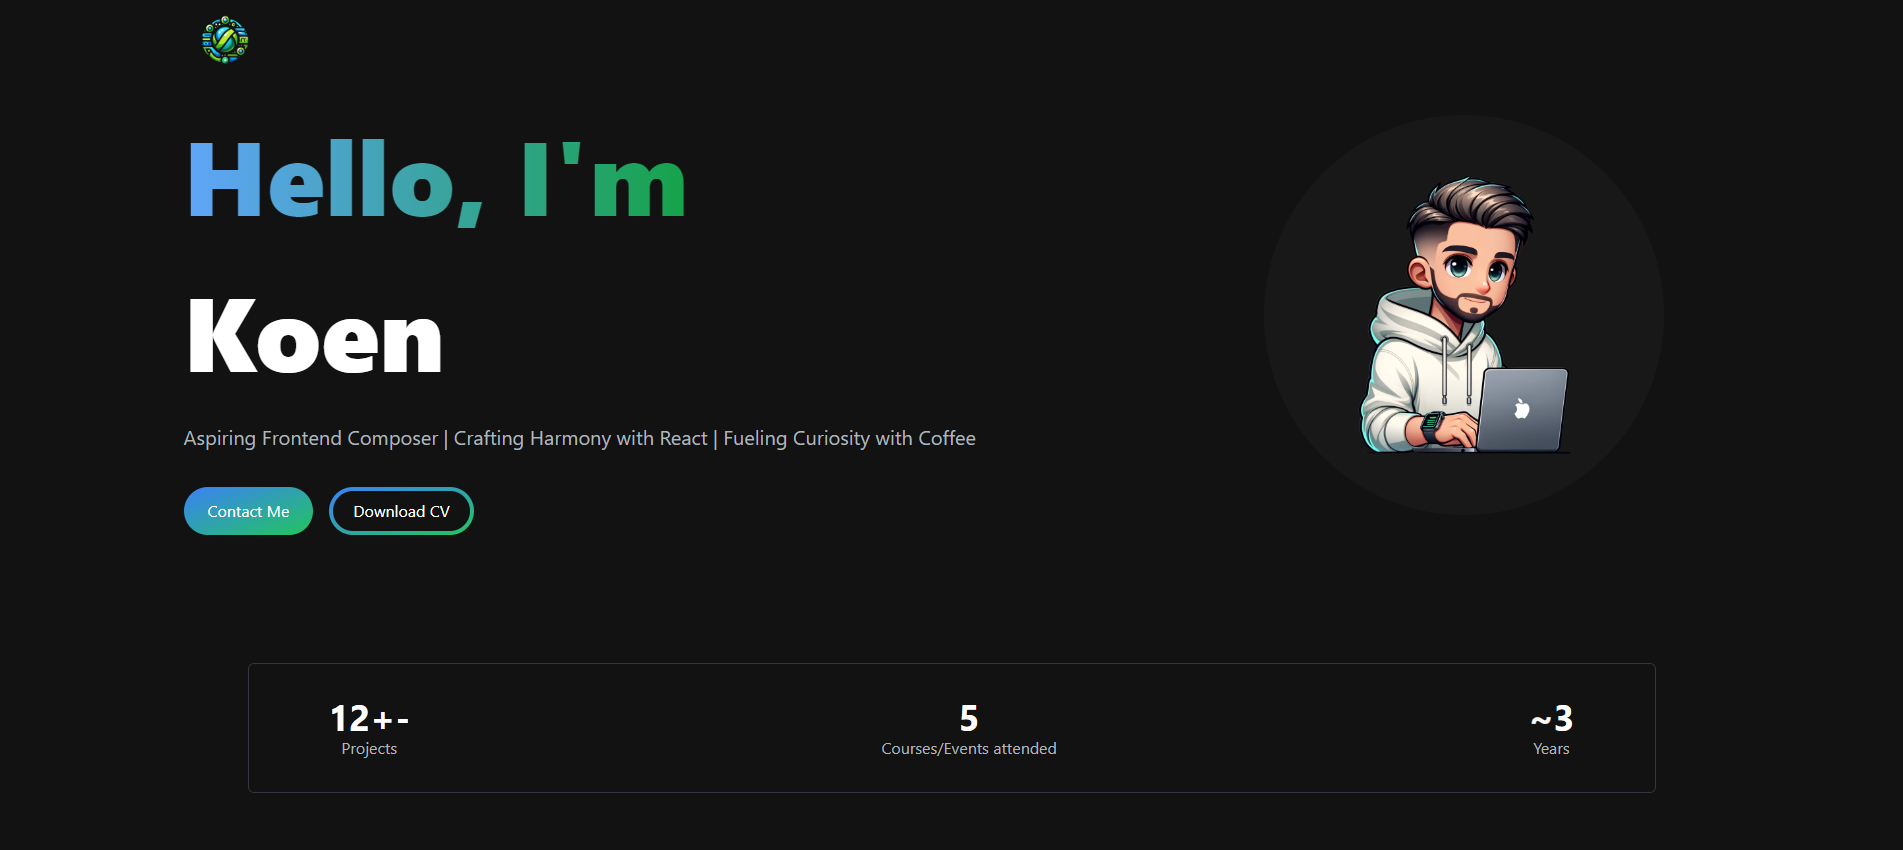 Hello, I'm
Koen
Aspiring Frontend Composer | Crafting Harmony with React | Fueling Curiosity with Coffee
Contact Me
Download CV
12+-
Projects
5
Courses/Events attended
~3
Years